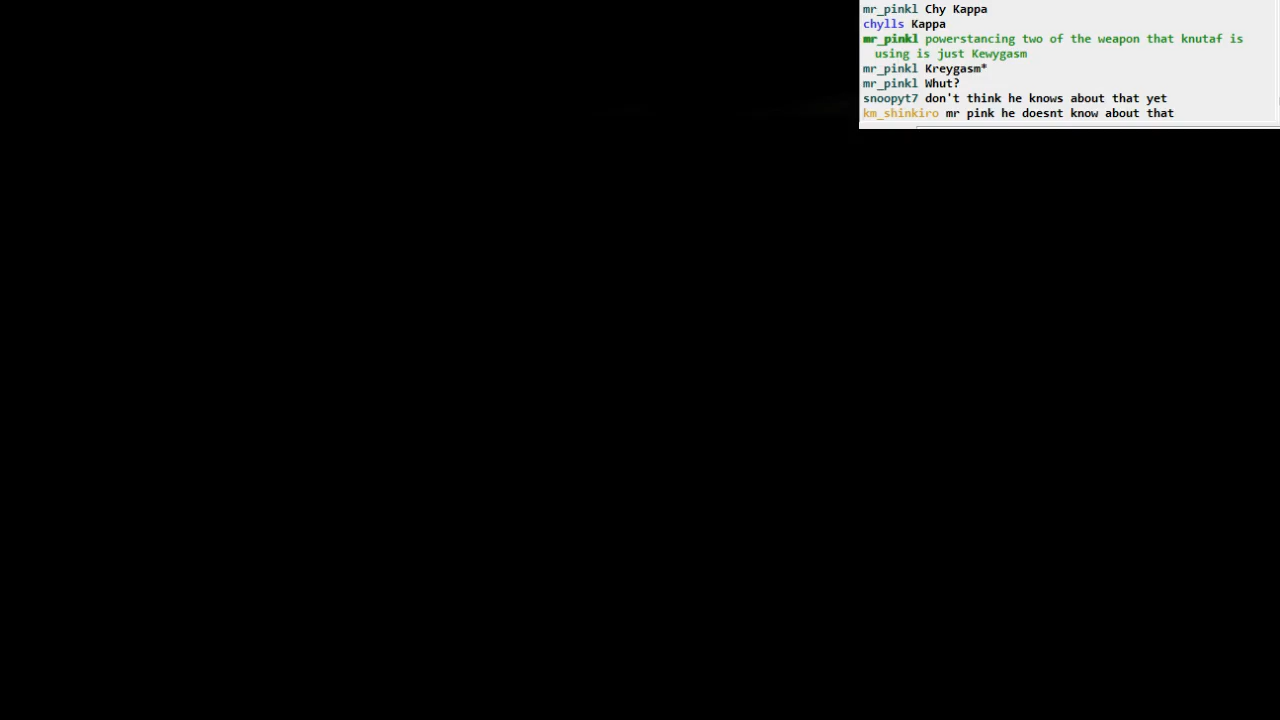 mr_pinkl Chy Kappa
chylls Kappa
mr_pinkl powerstancing two of the weapon that knutaf is
using is just Kewygasm
mr_pinkl Kreygasm*
mr_pinkl Whut?
snoopyt7 don't think he knows about that yet
km_shinkiro mr pink he doesnt know about that